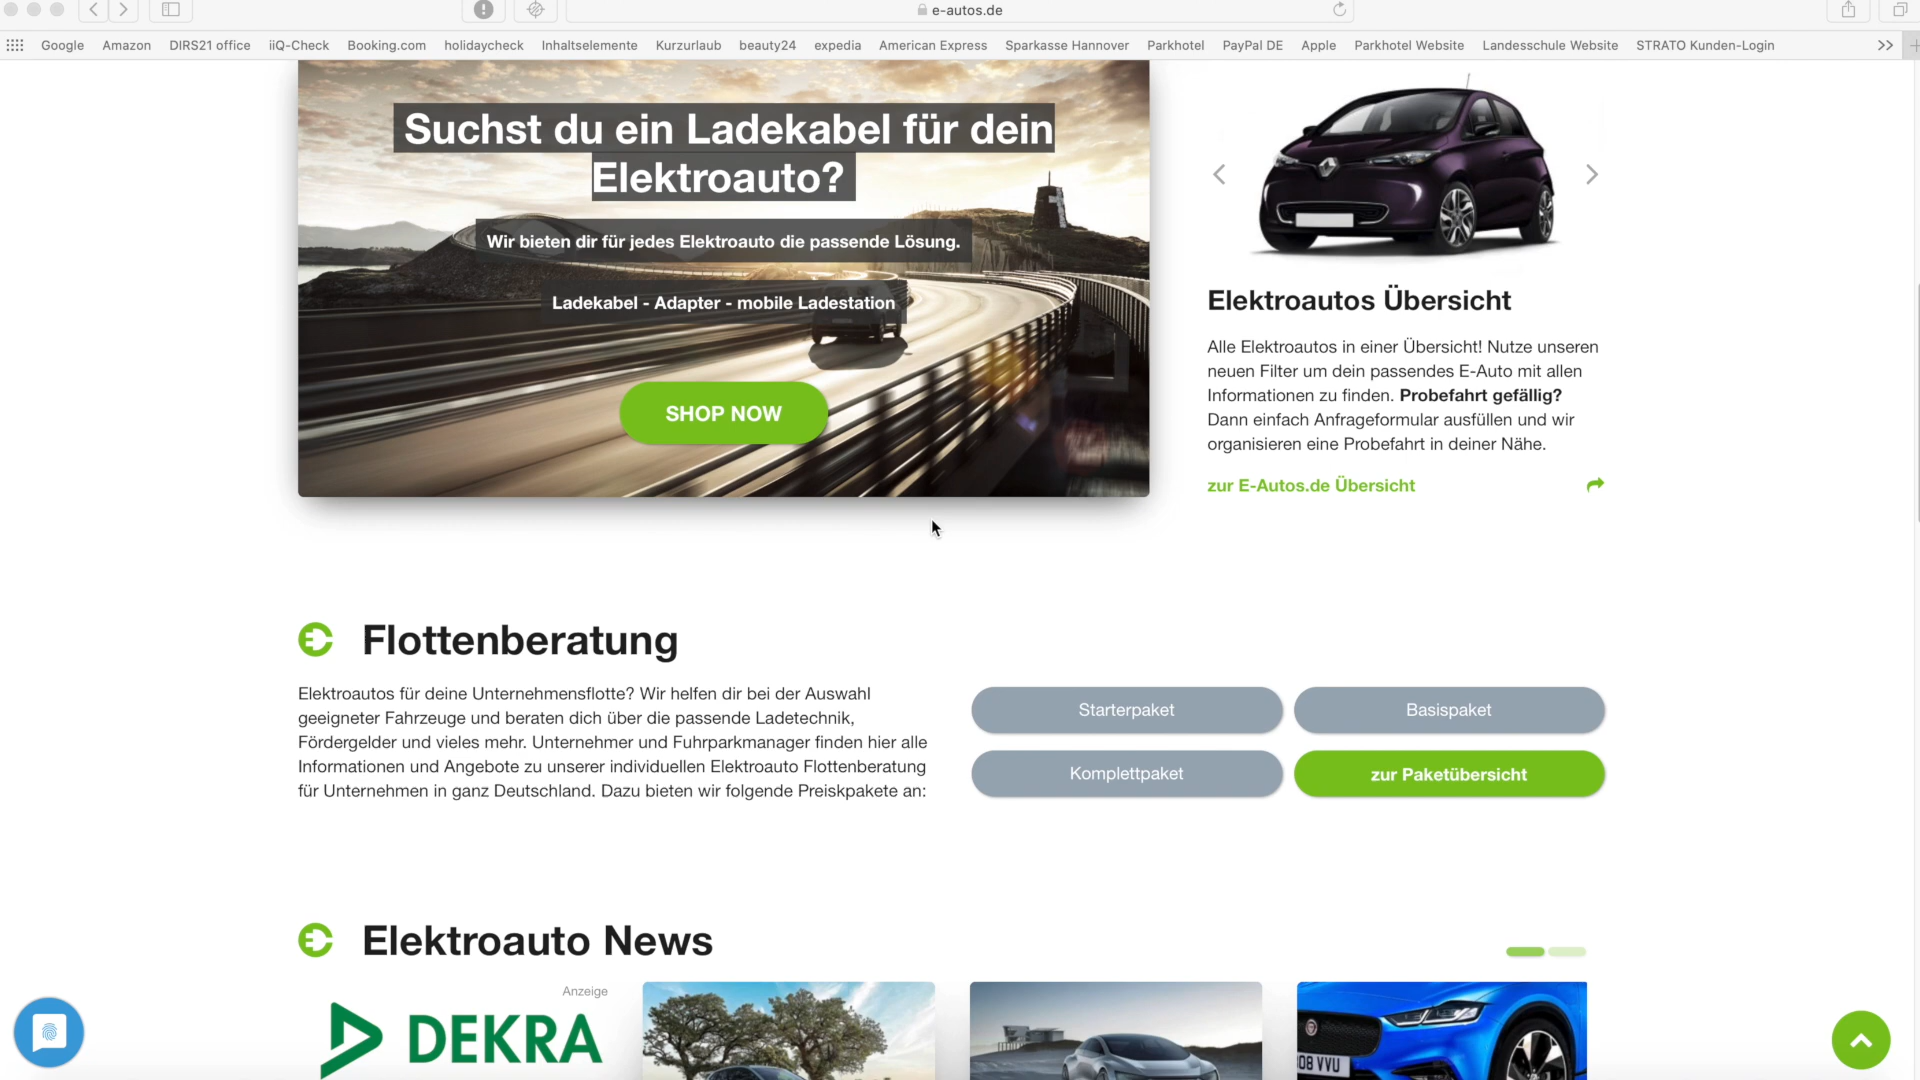 e-autos.de
Google Amazon DIRS21 office iiQ-Check Booking.com holidaycheck Inhaltselemente Kurzurlaub beauty24 expedia American Express Sparkasse Hannover Parkhotel PayPal DE Apple Parkhotel Website Landesschule Website STRATO Kunden-Login
Suchst du ein Ladekabel für dein
Elektroauto?
Wir bieten dir für jedes Elektroauto die passende Lösung.
Ladekabel - Adapter - mobile Ladestation
SHOP NOW
Elektroautos Übersicht
Alle Elektroautos in einer Übersicht! Nutze unseren
neuen Filter um dein passendes E-Auto mit allen
Informationen zu finden. Probefahrt gefällig?
Dann einfach Anfrageformular ausfüllen und wir
organisieren eine Probefahrt in deiner Nähe.
zur E-Autos.de Übersicht
Flottenberatung
Elektroautos für deine Unternehmensflotte? Wir helfen dir bei der Auswahl
geeigneter Fahrzeuge und beraten dich über die passende Ladetechnik,
Fördergelder und vieles mehr. Unternehmer und Fuhrparkmanager finden hier alle
Informationen und Angebote zu unserer individuellen Elektroauto Flottenberatung
für Unternehmen in ganz Deutschland. Dazu bieten wir folgende Preiskpakete an:
Starterpaket
Basispaket
Komplettpaket
zur Paketübersicht
Elektroauto News
Anzeige
DEKRA
08 VVU